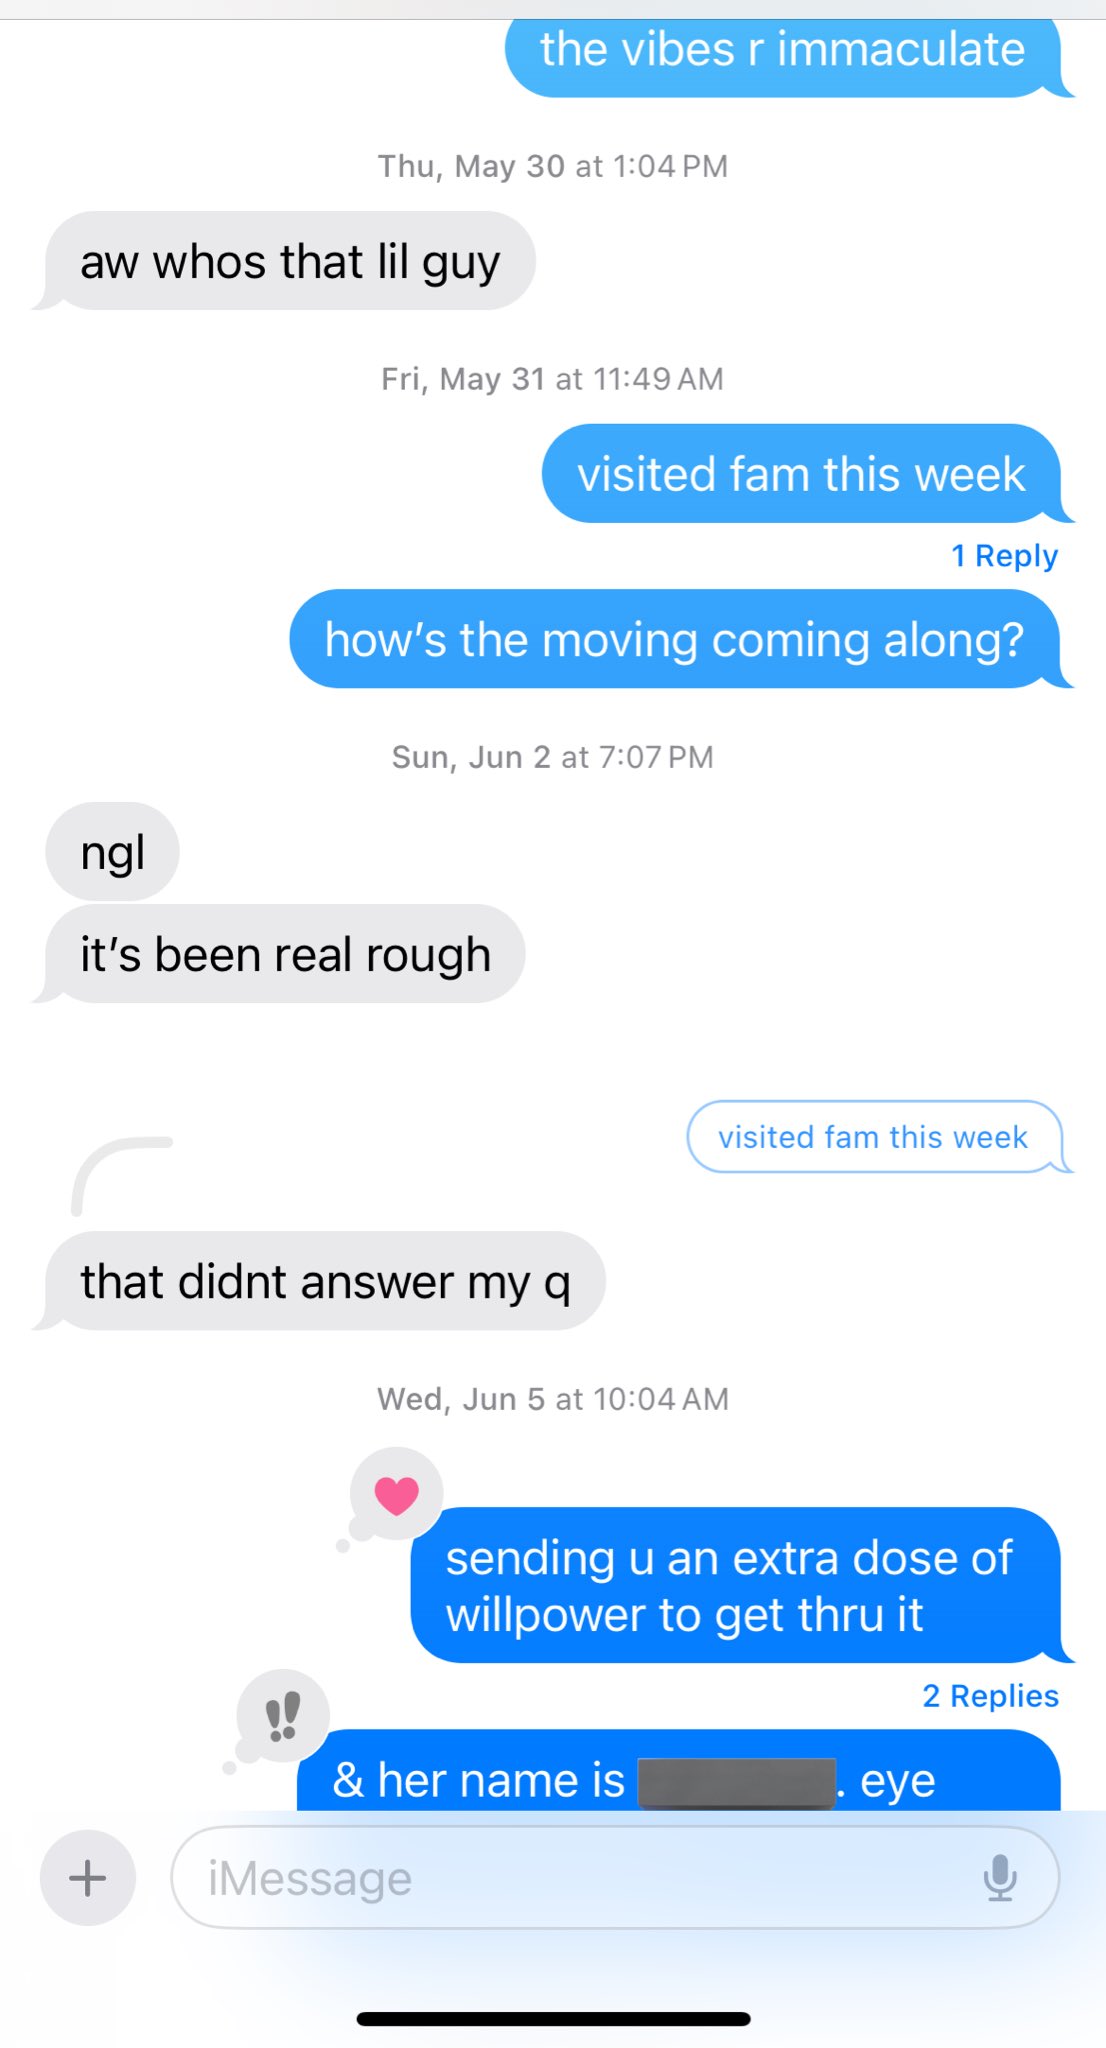 the vibes r immaculate
Thu, May 30 at 1:04 PM
aw whos that lil guy
Fri, May 31 at 11:49 AM
visited fam this week
1 Reply
how’s the moving coming along?
Sun, Jun 2 at 7:07 PM
ngl
it’s been real rough
visited fam this week
that didnt answer my q
Wed, Jun 5 at 10:04 AM
sending u an extra dose of
willpower to get thru it
2 Replies
& her name is . eye
iMessage